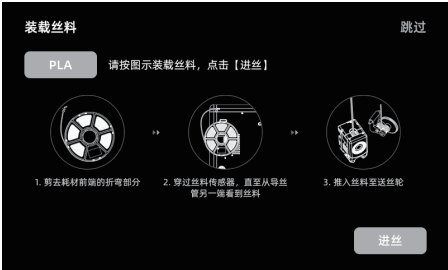 装载丝料
跳过
PLA
请按图示装载丝料，点击【进丝】
1. 剪去耗材前端的折弯部分
2. 穿过丝料传感器，直至从导丝
管另一端看到丝料
3. 推入丝料至送丝轮
进丝